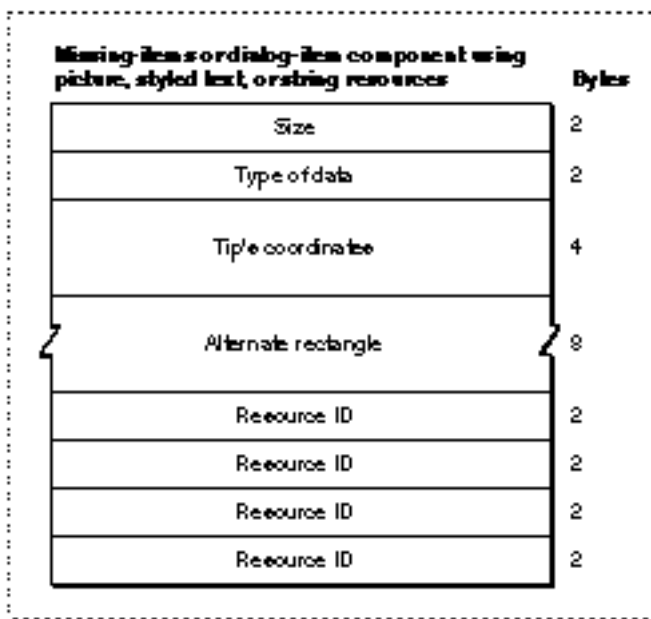 Missing-items or dialog-item component using
picture, styled text, or string resources Bytes
Size 2
Type of data 2
Tip's coordinates 4
Alternate rectangle 8
Resource ID 2
Resource ID 2
Resource ID 2
Resource ID 2